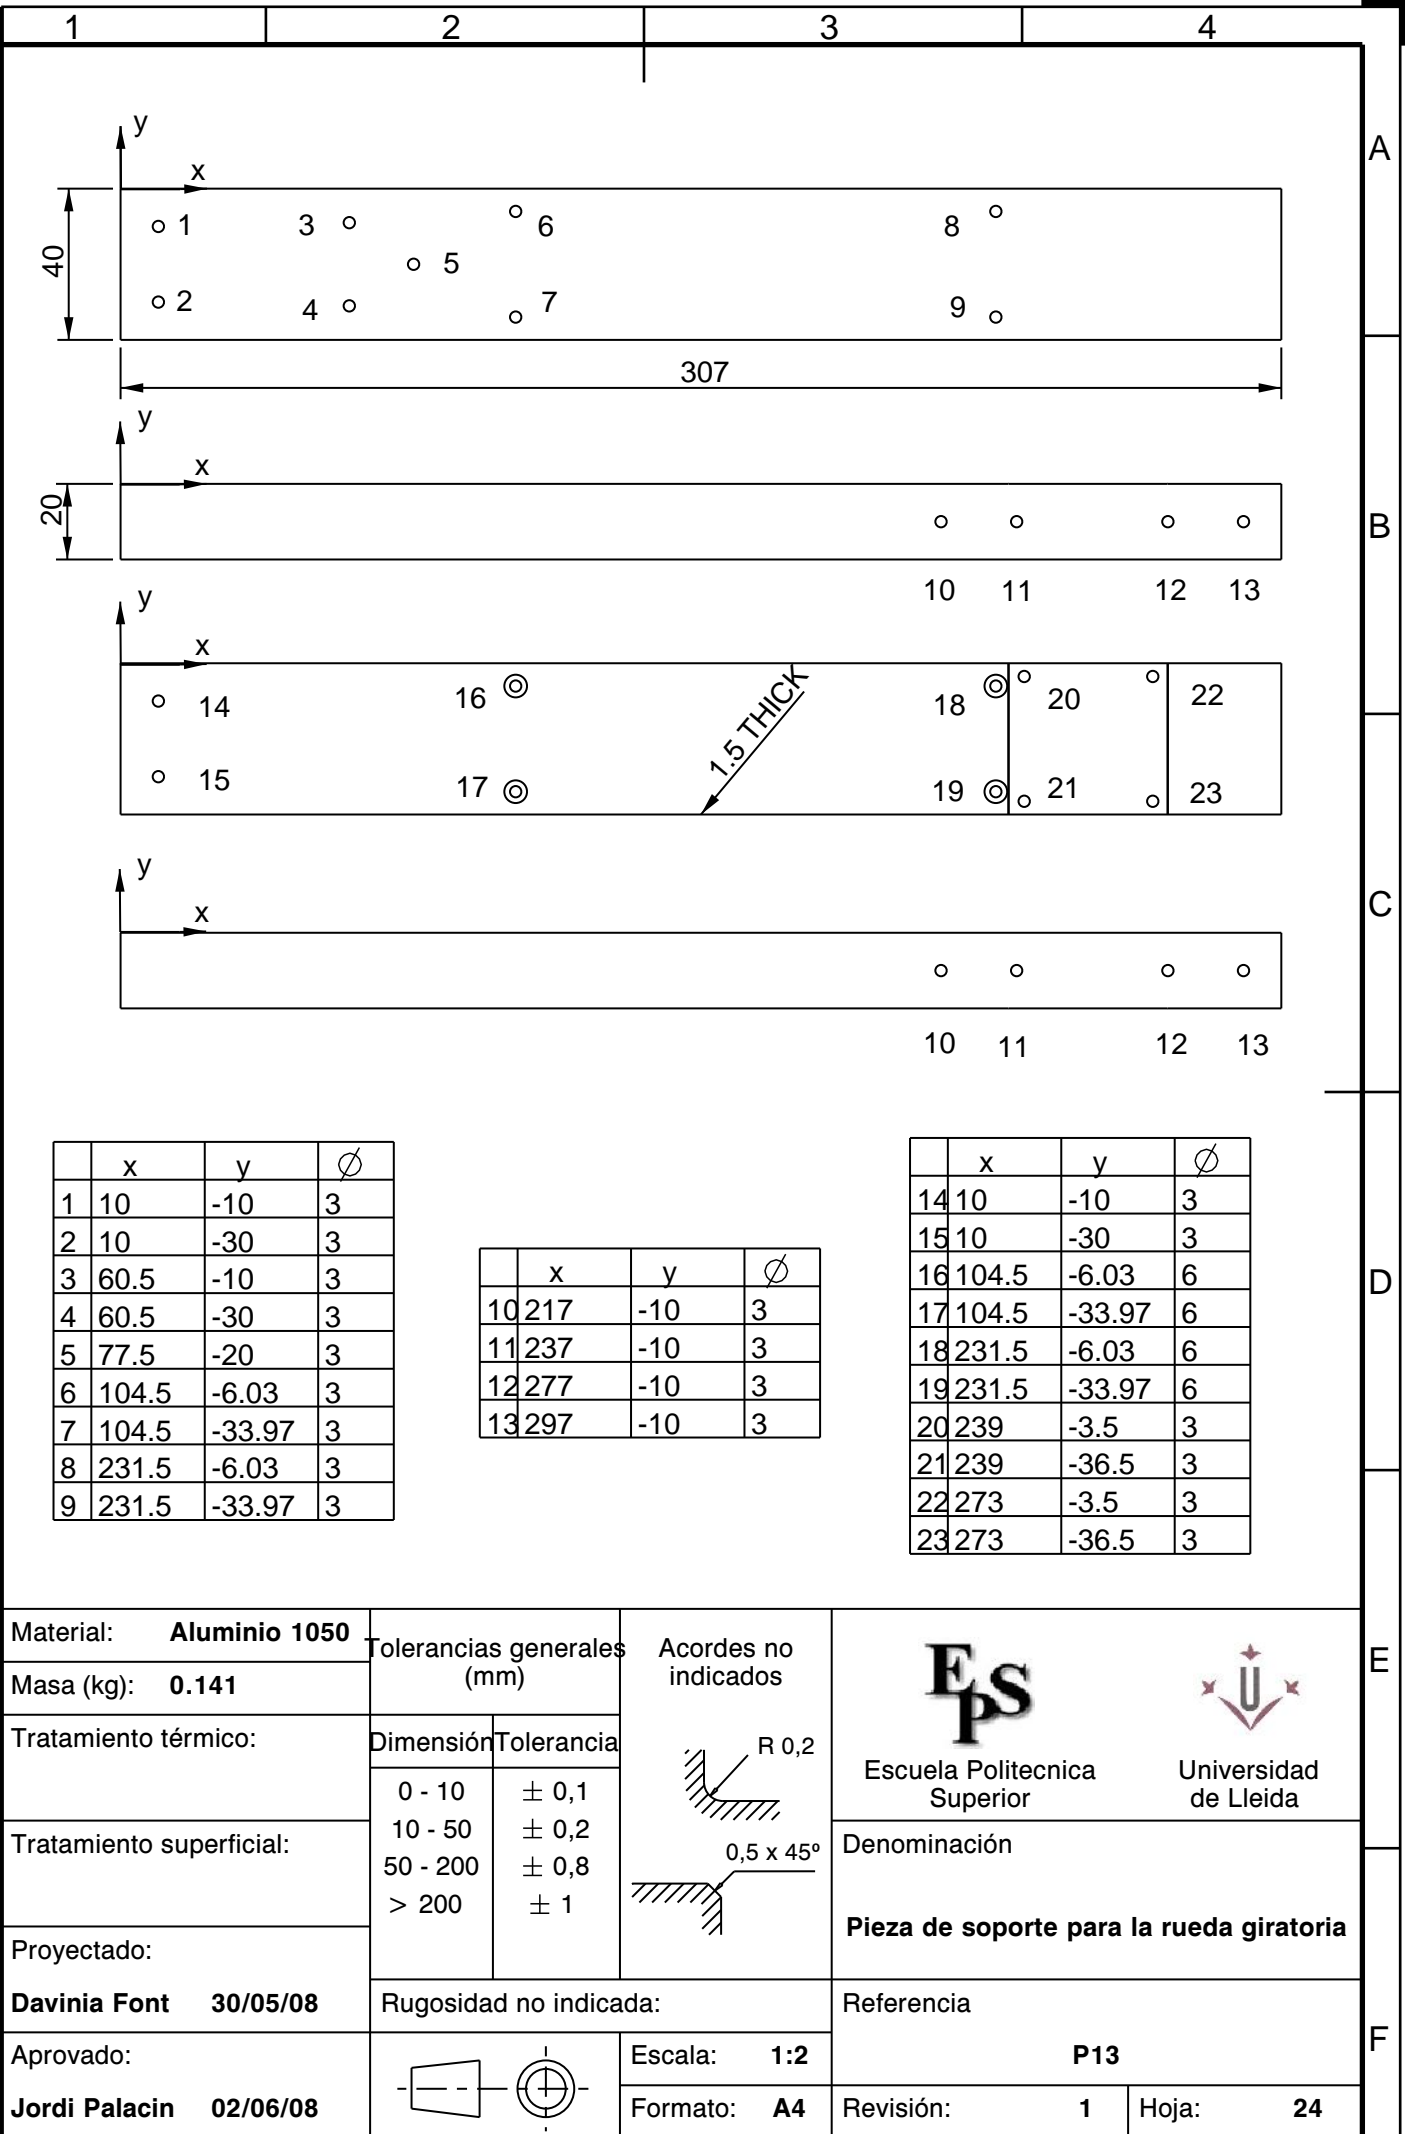 1 2 3 4
A
B
C
D
E
F
y
x
1 3 6 8
5
2 4 7 9
40
307
y
x
20
10 11 12 13
y
x
14 16 18 20 22
15 17 19 21 23
1.5 THICK
y
x
10 11 12 13
x y ∅
1 10 -10 3
2 10 -30 3
3 60.5 -10 3
4 60.5 -30 3
5 77.5 -20 3
6 104.5 -6.03 3
7 104.5 -33.97 3
8 231.5 -6.03 3
9 231.5 -33.97 3
x y ∅
10 217 -10 3
11 237 -10 3
12 277 -10 3
13 297 -10 3
x y ∅
14 10 -10 3
15 10 -30 3
16 104.5 -6.03 6
17 104.5 -33.97 6
18 231.5 -6.03 6
19 231.5 -33.97 6
20 239 -3.5 3
21 239 -36.5 3
22 273 -3.5 3
23 273 -36.5 3
Material: Aluminio 1050
Masa (kg): 0.141
Tratamiento térmico:
Tratamiento superficial:
Proyectado:
Davinia Font 30/05/08
Aprovado:
Jordi Palacin 02/06/08
Tolerancias generales
(mm)
Dimensión Tolerancia
0 - 10 ± 0,1
10 - 50 ± 0,2
50 - 200 ± 0,8
> 200 ± 1
Acordes no
indicados
R 0,2
0,5 x 45º
Rugosidad no indicada:
Escala: 1:2
Formato: A4
EPS
Escuela Politecnica
Superior
U
Universidad
de Lleida
Denominación
Pieza de soporte para la rueda giratoria
Referencia
P13
Revisión: 1
Hoja: 24